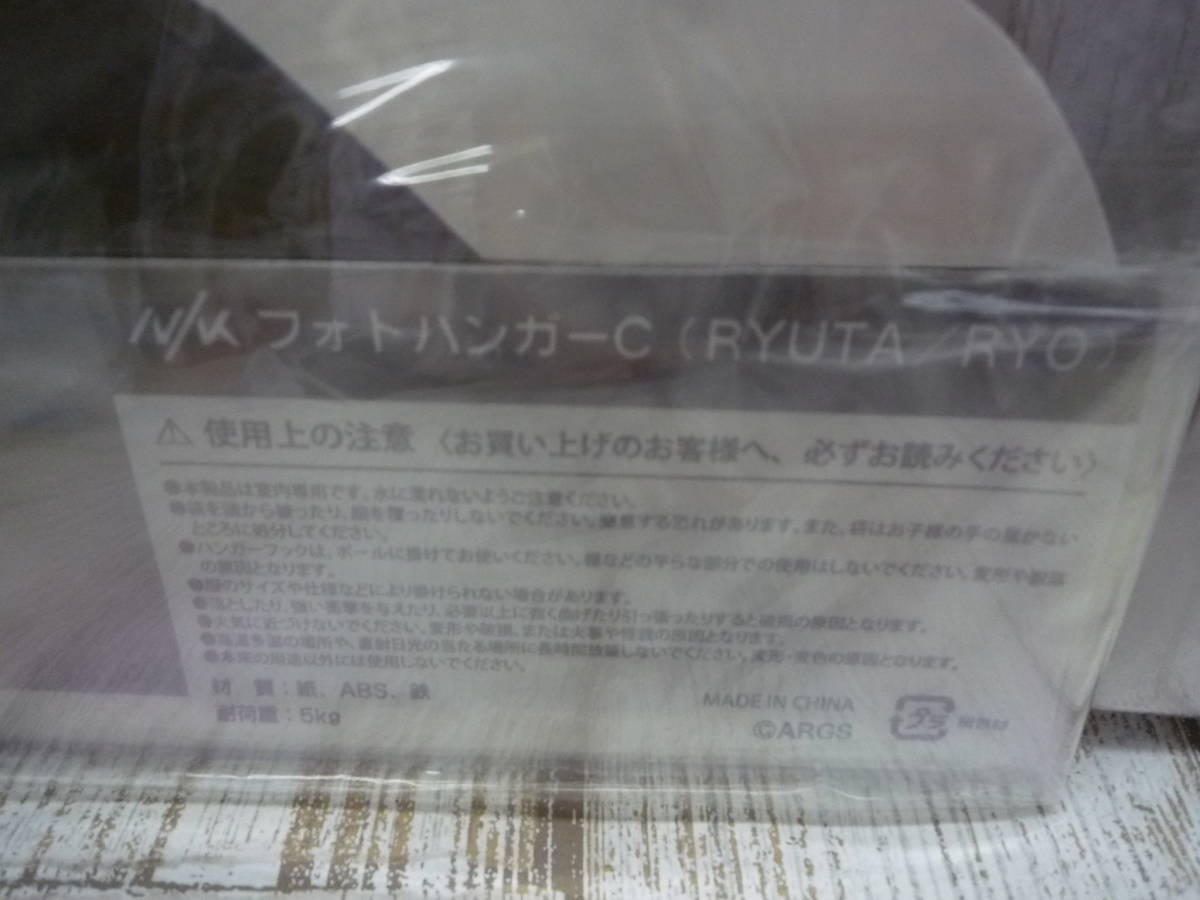 フォトハンガーC（RYUTA／RYO）
⚠ 使用上の注意〈お買い上げのお客様へ、必ずお読みください〉
●本製品は室内専用です。水に濡れないようご注意ください。
●袋を頭から被ったり、顔を覆ったりしないでください。窒息する恐れがあります。また、袋はお子様の手の届かない
ところに処分してください。
●ハンガーフックは、ポールに掛けてお使いください。棚などの平らな部分での使用はしないでください。変形や破損
の原因となります。
●服のサイズや仕様などにより掛けられない場合があります。
●落としたり、強い衝撃を与えたり、必要以上に強く曲げたり引っ張ったりすると破損の原因となります。
●火気に近づけないでください。変形や破損、または火事や怪我の原因となります。
●高温多湿の場所や、直射日光の当たる場所に長時間放置しないでください。変形・変色の原因となります。
●本来の用途以外には使用しないでください。
材 質：紙、ABS、鉄
耐荷重：5kg
MADE IN CHINA
©ARGS
プラ